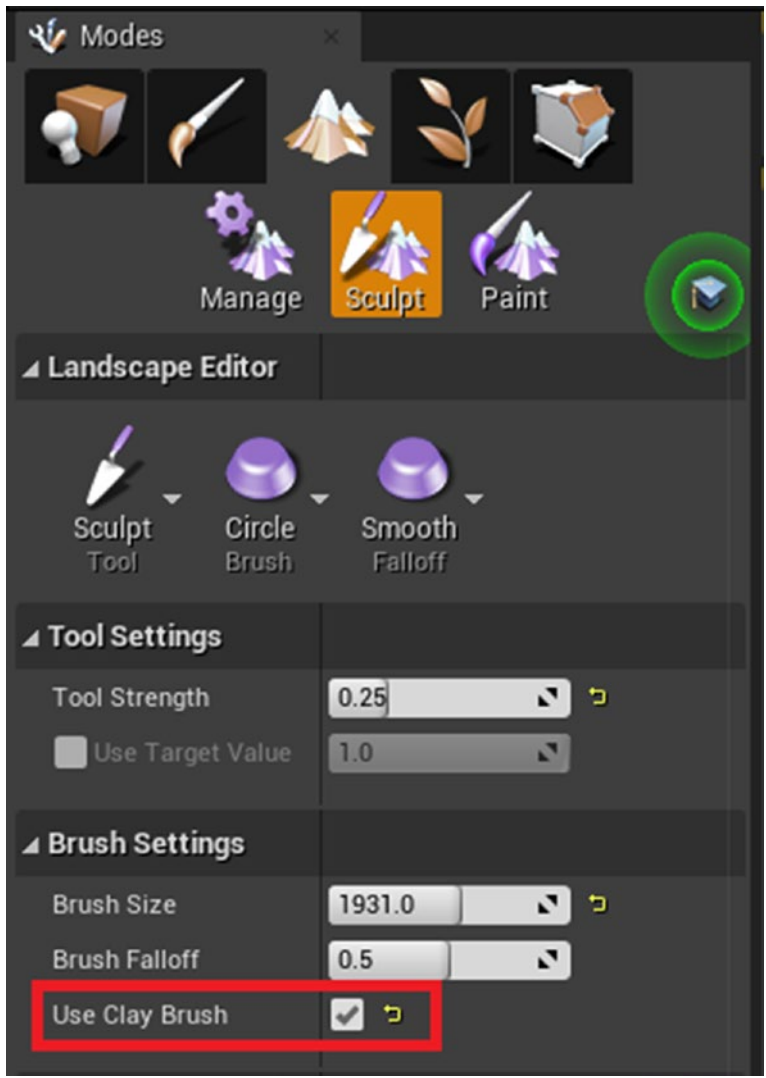 Modes
Manage Sculpt Paint
Landscape Editor
Sculpt Circle Smooth
Tool Brush Falloff
Tool Settings
Tool Strength 0.25
Use Target Value 1.0
Brush Settings
Brush Size 1931.0
Brush Falloff 0.5
Use Clay Brush